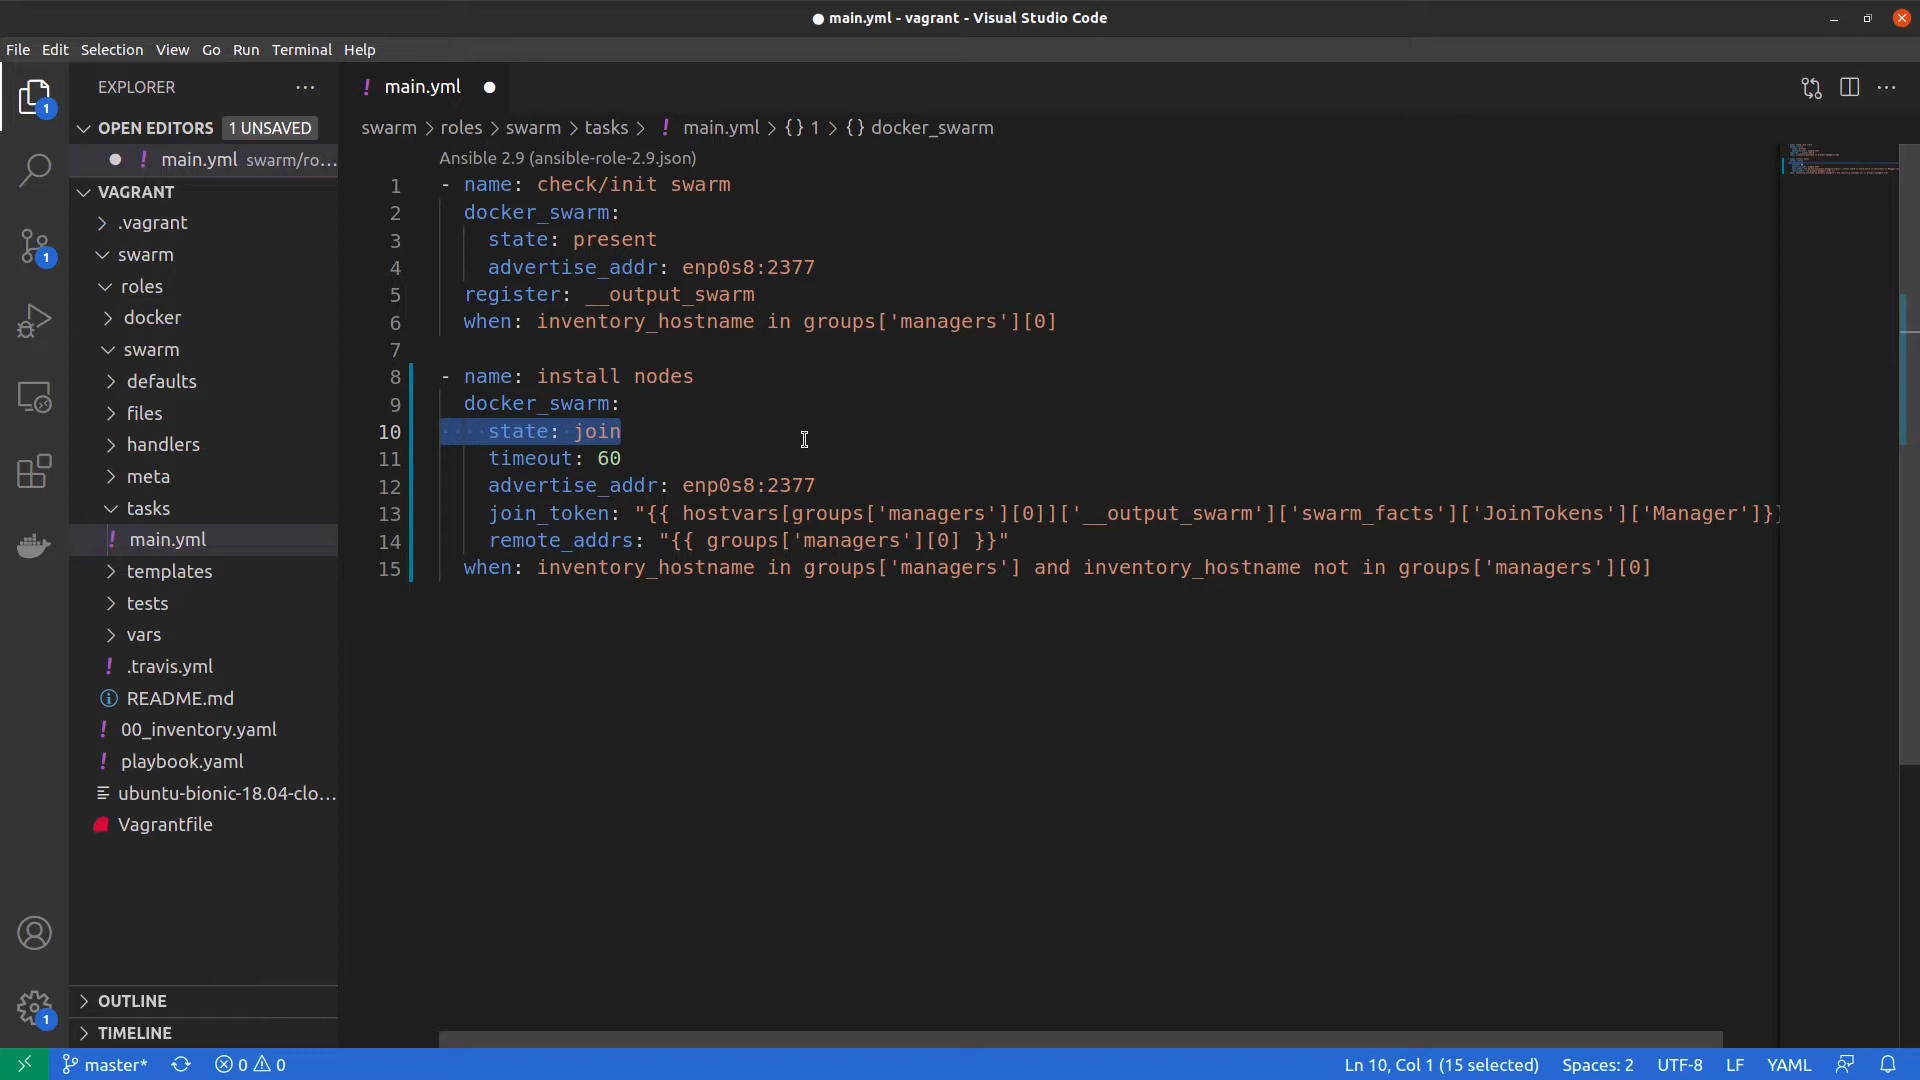 main.yml - vagrant - Visual Studio Code
File Edit Selection View Go Run Terminal Help
EXPLORER
OPEN EDITORS 1 UNSAVED
main.yml swarm/ro...
VAGRANT
.vagrant
swarm
roles
docker
swarm
defaults
files
handlers
meta
tasks
main.yml
templates
tests
vars
.travis.yml
README.md
00_inventory.yaml
playbook.yaml
ubuntu-bionic-18.04-clo...
Vagrantfile
OUTLINE
TIMELINE
main.yml
swarm > roles > swarm > tasks > ! main.yml > {} 1 > {} docker_swarm
Ansible 2.9 (ansible-role-2.9.json)
1 - name: check/init swarm
2 docker_swarm:
3 state: present
4 advertise_addr: enp0s8:2377
5 register: __output_swarm
6 when: inventory_hostname in groups['managers'][0]
7
8 - name: install nodes
9 docker_swarm:
10 state: join
11 timeout: 60
12 advertise_addr: enp0s8:2377
13 join_token: "{{ hostvars[groups['managers'][0]]['__output_swarm']['swarm_facts']['JoinTokens']['Manager']}}
14 remote_addrs: "{{ groups['managers'][0] }}"
15 when: inventory_hostname in groups['managers'] and inventory_hostname not in groups['managers'][0]
1
1
1
master* 0 0 Ln 10, Col 1 (15 selected) Spaces: 2 UTF-8 LF YAML